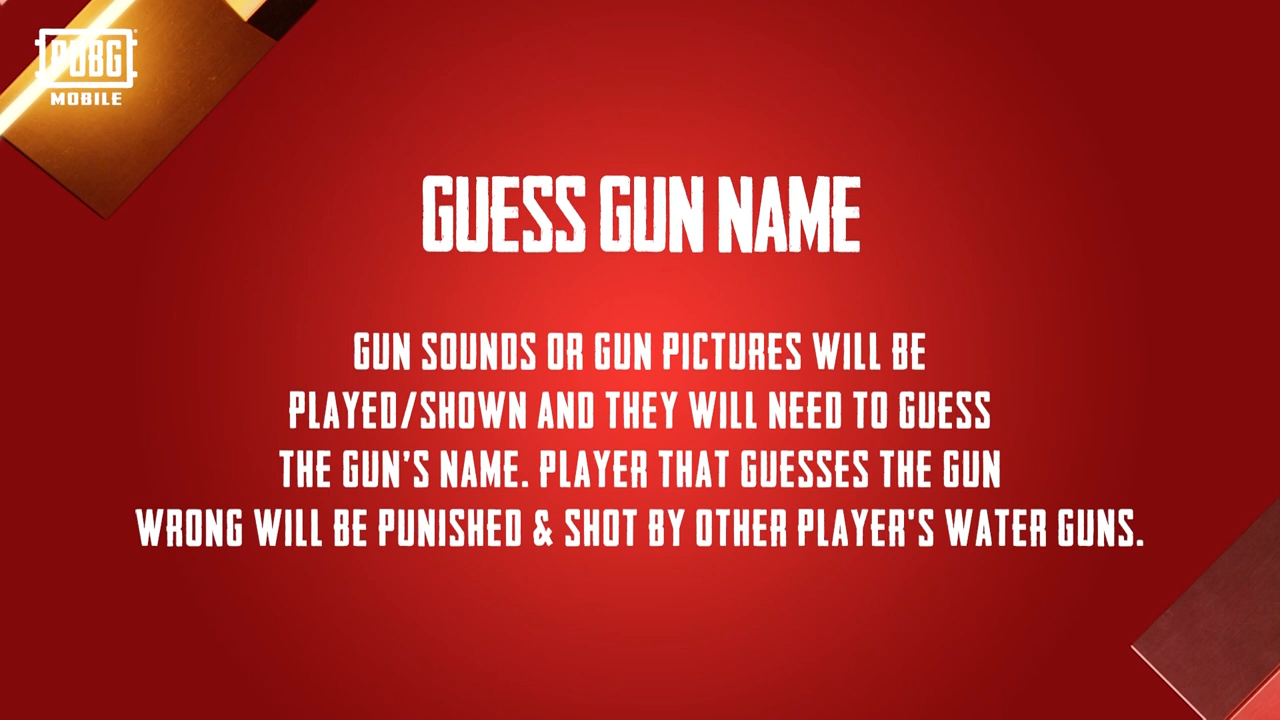 PUBG
MOBILE
GUESS GUN NAME
GUN SOUNDS OR GUN PICTURES WILL BE
PLAYED/SHOWN AND THEY WILL NEED TO GUESS
THE GUN'S NAME. PLAYER THAT GUESSES THE GUN
WRONG WILL BE PUNISHED & SHOT BY OTHER PLAYER'S WATER GUNS.